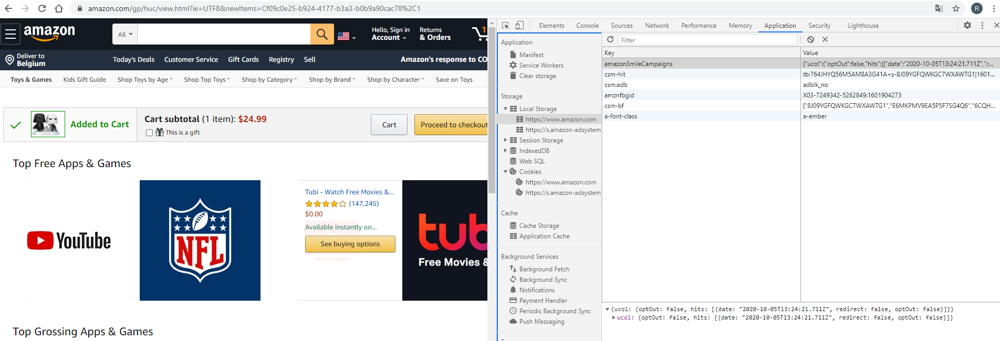 amazon.com/gp/huc/view.html?ie=UTF8&newItems=Cf09c0e25-b924-4177-b3a3-b0b9a90cac78%2C1
R
amazon
All
Hello, Sign in
Account
Returns
& Orders
1
Deliver to
Belgium
Today's Deals Customer Service Gift Cards Registry Sell
Amazon's response to CO
Toys & Games Kids Gift Guide Shop Toys by Age Shop Top Toys Shop by Category Shop by Brand Shop by Character Save on Toys
Added to Cart
Cart subtotal (1 item): $24.99
This is a gift
Cart
Proceed to checkout
Top Free Apps & Games
YouTube
NFL
Tubi - Watch Free Movies &...
(147,245)
$0.00
Available instantly on...
See buying options
tub
Free Movies &
Top Grossing Apps & Games
Elements Console Sources Network Performance Memory Application Security Lighthouse
Application
Manifest
Service Workers
Clear storage
Storage
Local Storage
https://www.amazon.com
https://s.amazon-adsystem
Session Storage
IndexedDB
Web SQL
Cookies
https://www.amazon.com
https://s.amazon-adsystem
Cache
Cache Storage
Application Cache
Background Services
Background Fetch
Background Sync
Notifications
Payment Handler
Periodic Background Sync
Push Messaging
Filter
Key Value
amazonSmileCampaigns {"ucol":{"optOut":false,"hits":[{"date":"2020-10-05T13:24:21.711Z","r...
csm-hit tb:764JHYQ56M5AM8A3G41A+s-8J09YGFQWKGC7WXAWTG1|1601...
csm:adb adblk_no
amznfbgid X03-7249342-5262849:1601904273
csm-bf ["8J09YGFQWKGC7WXAWTG1","E6MKPMV9EA5P5F7SG4Q6","6CQH...
a-font-class a-ember
{ucol: {optOut: false, hits: [{date: "2020-10-05T13:24:21.711Z", redirect: false, optOut: false}]}}
ucol: {optOut: false, hits: [{date: "2020-10-05T13:24:21.711Z", redirect: false, optOut: false}]}